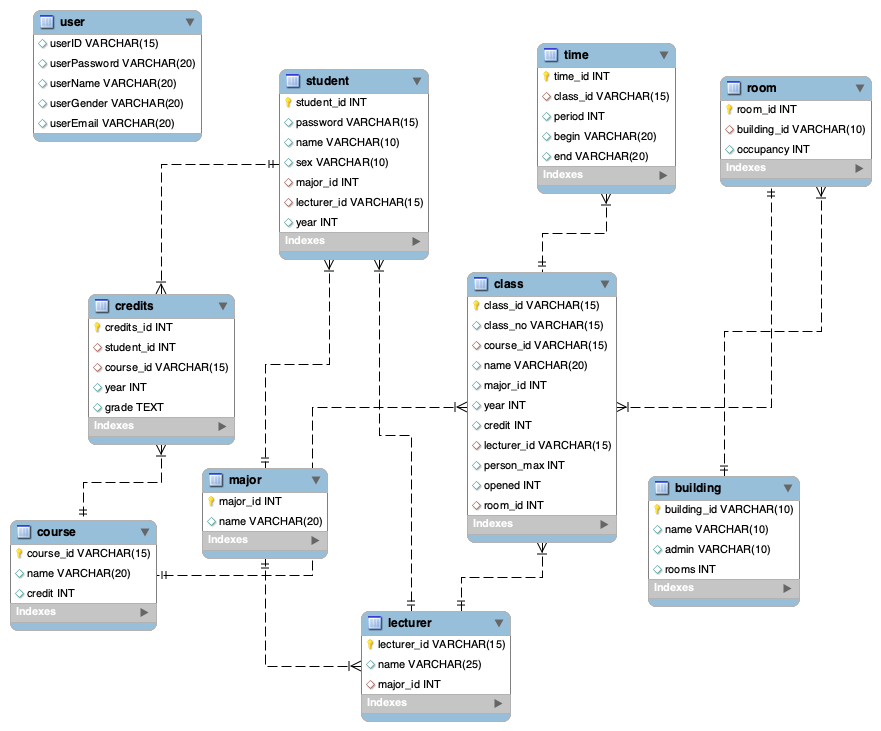 user
userID VARCHAR(15)
userPassword VARCHAR(20)
userName VARCHAR(20)
userGender VARCHAR(20)
userEmail VARCHAR(20)
student
student_id INT
password VARCHAR(15)
name VARCHAR(10)
sex VARCHAR(10)
major_id INT
lecturer_id VARCHAR(15)
year INT
Indexes
time
time_id INT
class_id VARCHAR(15)
period INT
begin VARCHAR(20)
end VARCHAR(20)
Indexes
room
room_id INT
building_id VARCHAR(10)
occupancy INT
Indexes
credits
credits_id INT
student_id INT
course_id VARCHAR(15)
year INT
grade TEXT
Indexes
class
class_id VARCHAR(15)
class_no VARCHAR(15)
course_id VARCHAR(15)
name VARCHAR(20)
major_id INT
year INT
credit INT
lecturer_id VARCHAR(15)
person_max INT
opened INT
room_id INT
Indexes
major
major_id INT
name VARCHAR(20)
Indexes
building
building_id VARCHAR(10)
name VARCHAR(10)
admin VARCHAR(10)
rooms INT
Indexes
course
course_id VARCHAR(15)
name VARCHAR(20)
credit INT
Indexes
lecturer
lecturer_id VARCHAR(15)
name VARCHAR(25)
major_id INT
Indexes